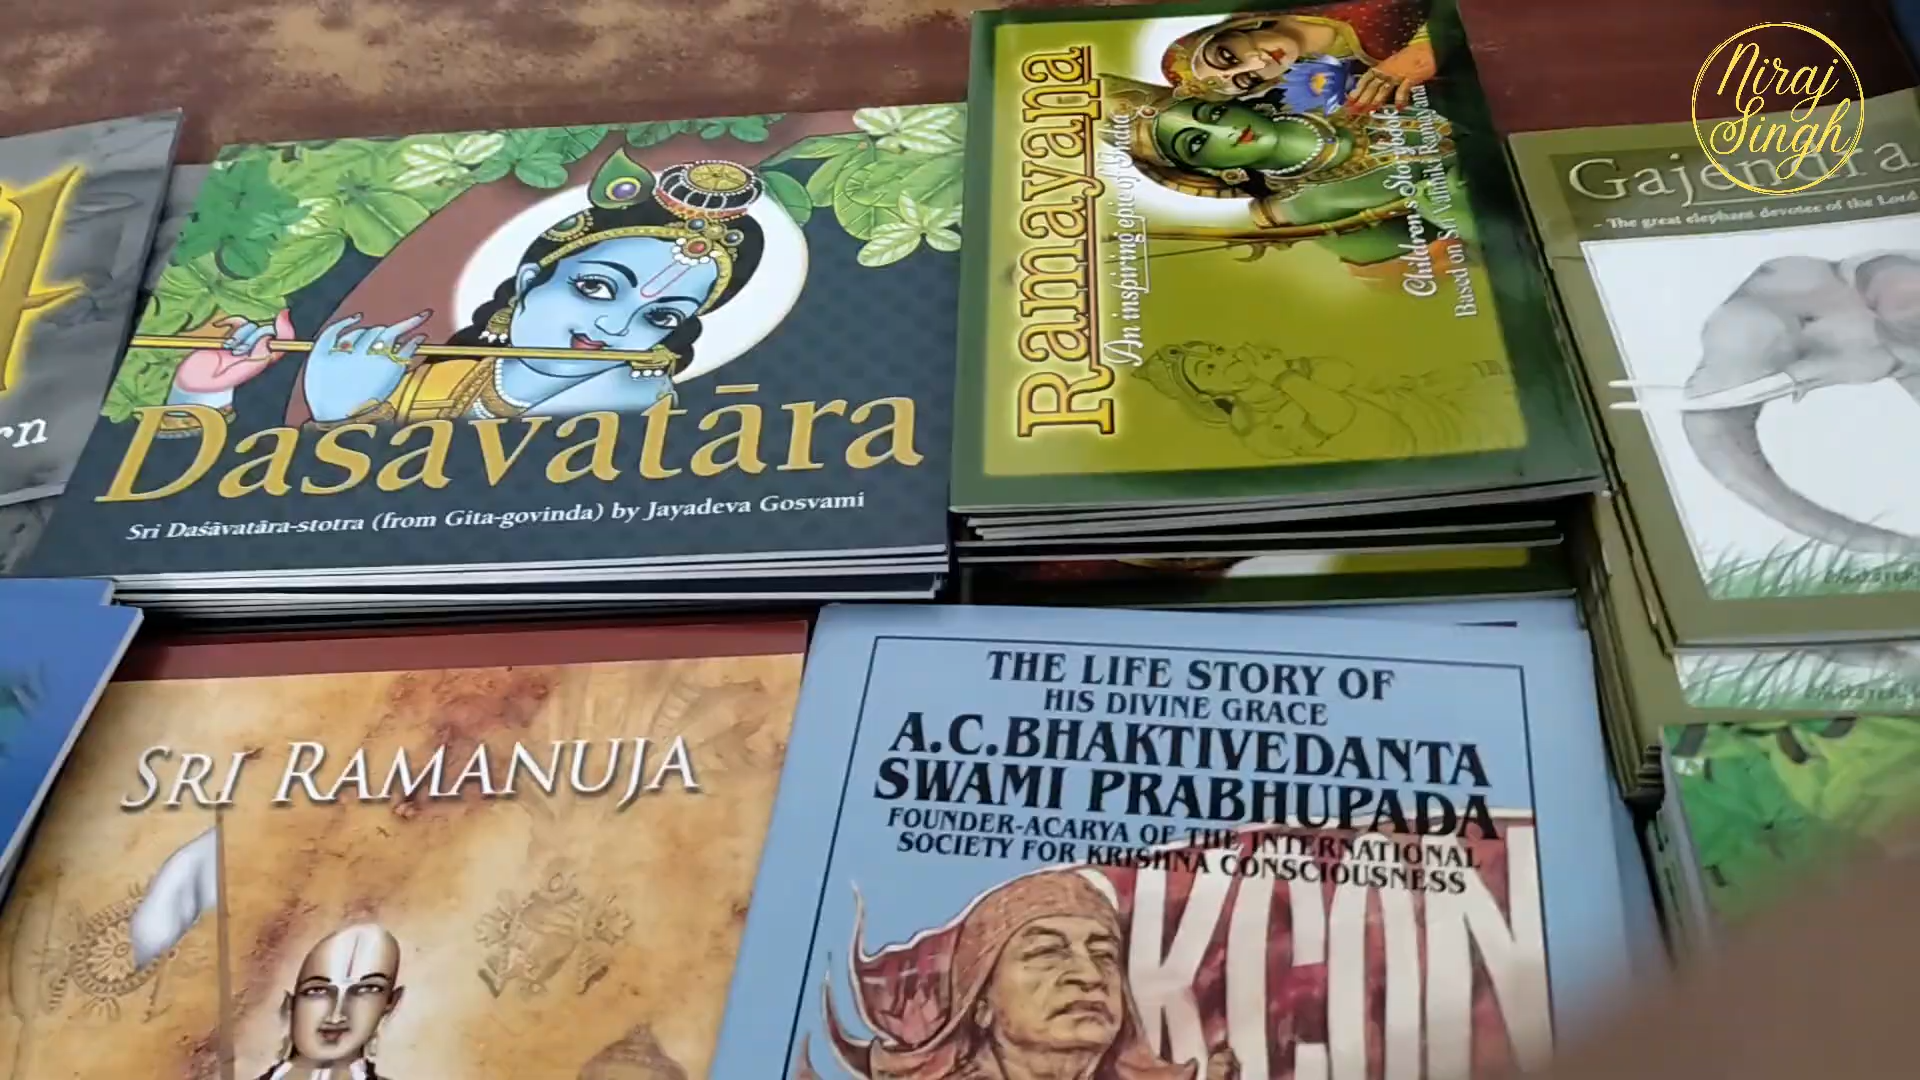 Niraj
Singh
rn
Dasavatāra
Sri Daśāvatāra-stotra (from Gita-govinda) by Jayadeva Gosvami
Ramayana
An inspiring epic of
Children's Storybook
Based on Sri Valmiki Ramayana
Gajendra
- The great elephant devotee of the Lord
SRI RAMANUJA
THE LIFE STORY OF
HIS DIVINE GRACE
A.C. BHAKTIVEDANTA
SWAMI PRABHUPADA
FOUNDER-ACARYA OF THE INTERNATIONAL
SOCIETY FOR KRISHNA CONSCIOUSNESS
KCON